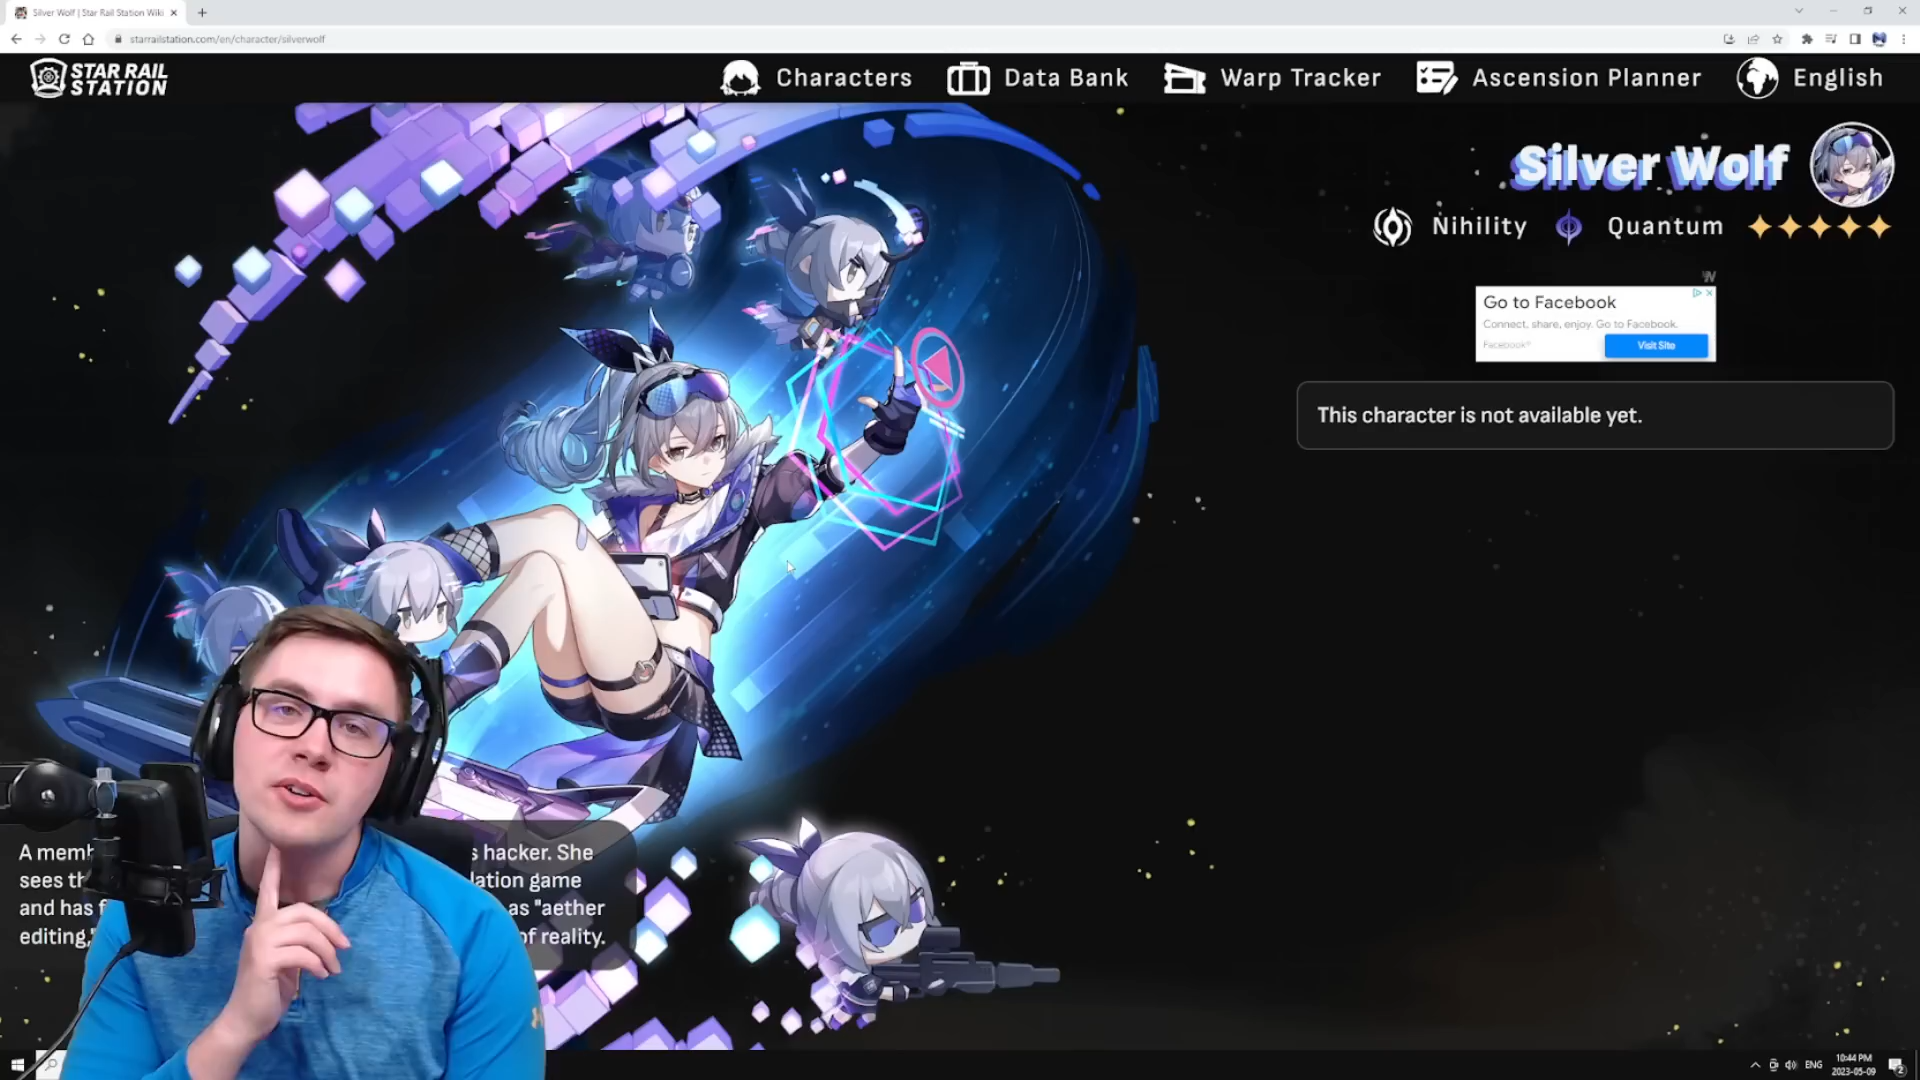 Silver Wolf | Star Rail Station Wiki
starrailstation.com/en/character/silverwolf
STAR RAIL
STATION
Characters
Data Bank
Warp Tracker
Ascension Planner
English
Silver Wolf
Nihility
Quantum
Go to Facebook
Connect, share, enjoy. Go to Facebook.
Facebook®
Visit Site
This character is not available yet.
A memb s hacker. She
sees th lation game
and has f as "aether
editing," of reality.
ENG
10:44 PM
2023-05-09
2